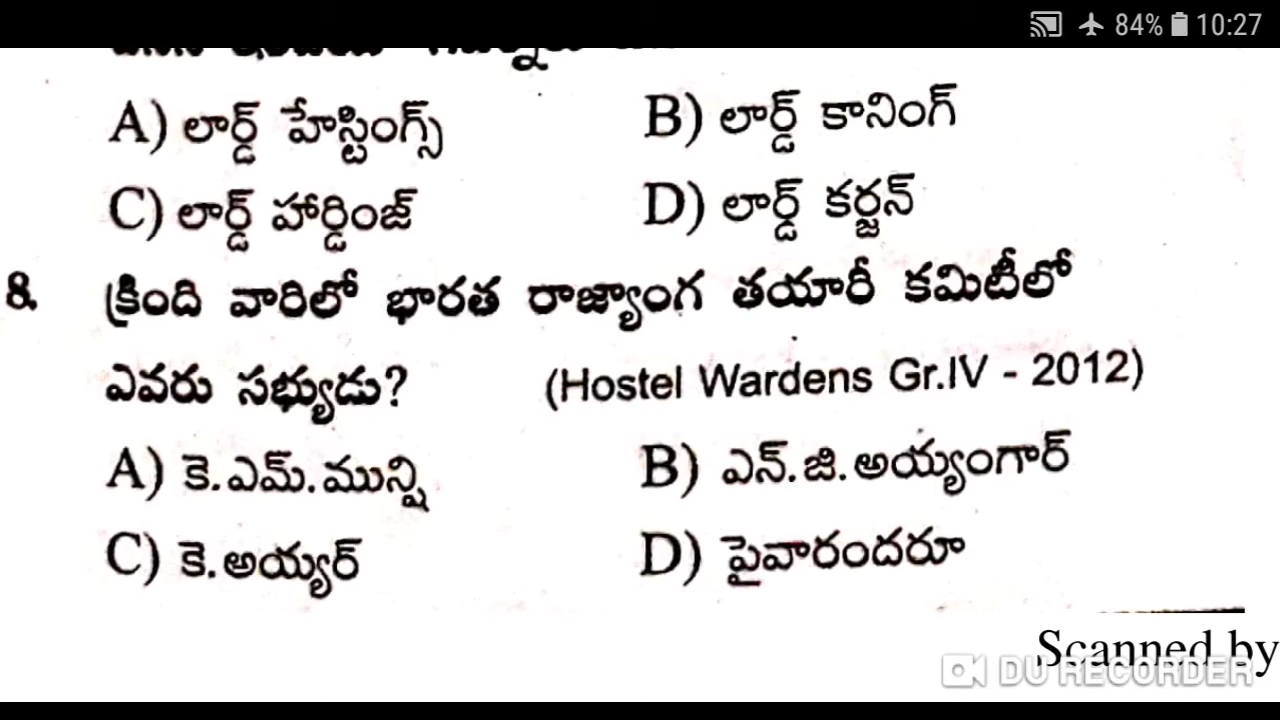 84% 10:27
A) లార్డ్ హేస్టింగ్స్ B) లార్డ్ కానింగ్
C) లార్డ్ హార్డింజ్ D) లార్డ్ కర్జన్
8. క్రింది వారిలో భారత రాజ్యాంగ తయారీ కమిటీలో
ఎవరు సభ్యుడు? (Hostel Wardens Gr.IV - 2012)
A) కె.ఎమ్.మున్షి B) ఎన్.జి.అయ్యంగార్
C) కె.అయ్యర్ D) పైవారందరూ
Scanned by
DU RECORDER